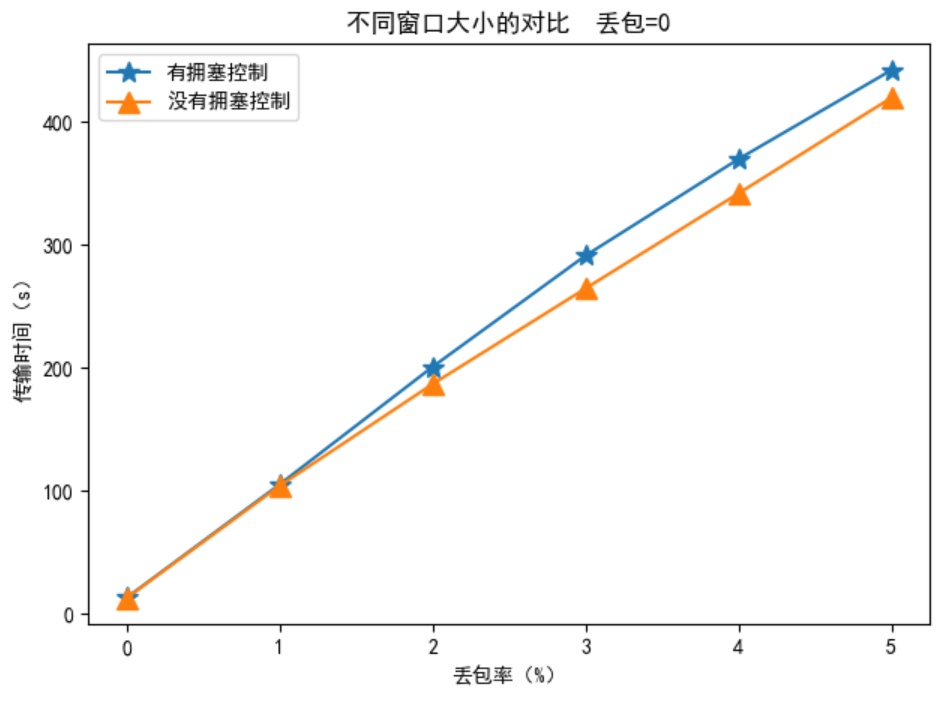 不同窗口大小的对比 丢包=0
有拥塞控制
没有拥塞控制
传输时间（s）
400
300
200
100
0
0 1 2 3 4 5
丢包率（%）